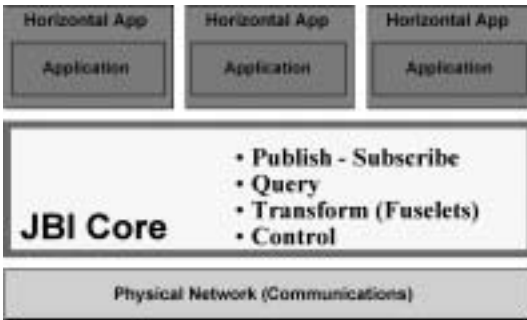 Horizontal App Horizontal App Horizontal App
Application Application Application
• Publish - Subscribe
• Query
• Transform (Fuselets)
JBI Core
• Control
Physical Network (Communications)